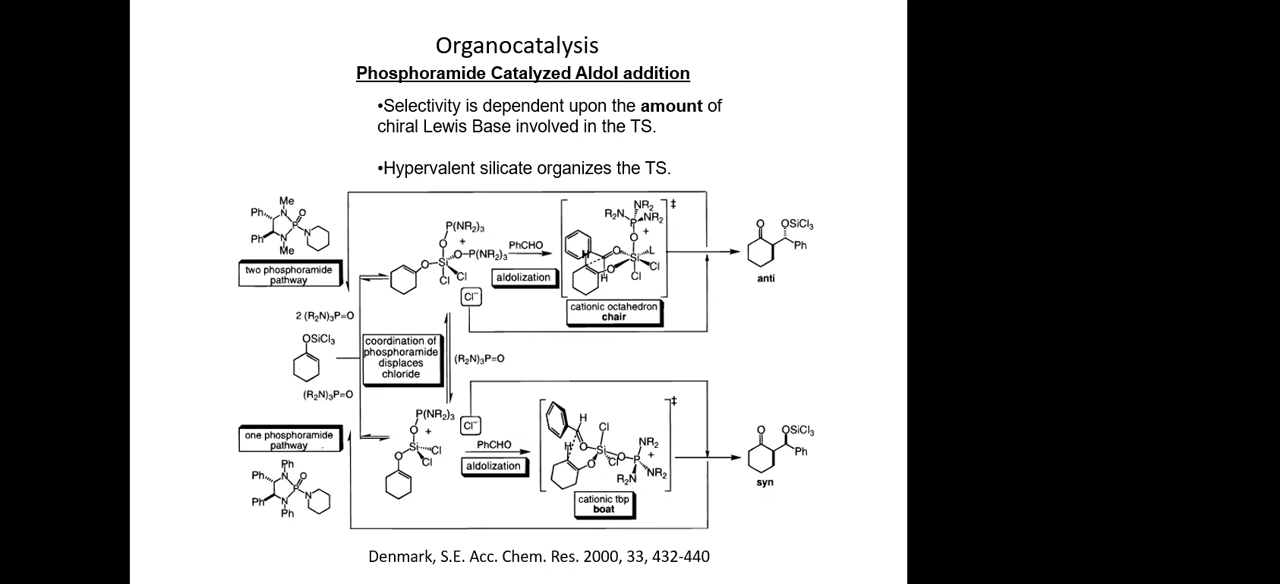 Organocatalysis
Phosphoramide Catalyzed Aldol addition
•Selectivity is dependent upon the amount of
chiral Lewis Base involved in the TS.
•Hypervalent silicate organizes the TS.
Me
Ph
N
O
P
N
Ph
N
Me
two phosphoramide
pathway
P(NR₂)₃
O
+
O Si O–P(NR₂)₃
Cl Cl
Cl⁻
PhCHO
aldolization
NR₂
R₂N P NR₂
O +
H O Si L
O Cl
H Cl
‡
cationic octahedron
chair
O OSiCl₃
Ph
anti
2 (R₂N)₃P=O
OSiCl₃
(R₂N)₃P=O
coordination of
phosphoramide
displaces
chloride
(R₂N)₃P=O
one phosphoramide
pathway
Ph
Ph N O
P
N
Ph N
Ph
P(NR₂)₃
O +
Si Cl
O Cl
Cl⁻
PhCHO
aldolization
H
Cl
H O Si O P NR₂
O Cl +
R₂N NR₂
‡
cationic tbp
boat
O OSiCl₃
Ph
syn
Denmark, S.E. Acc. Chem. Res. 2000, 33, 432-440